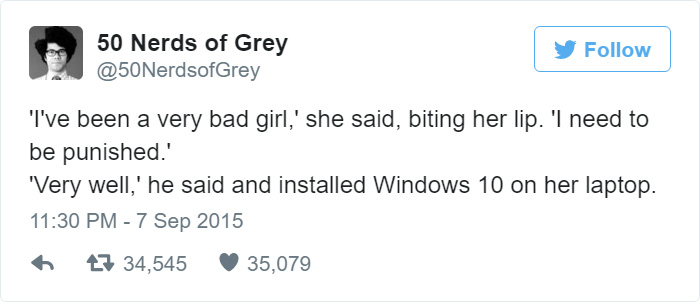 50 Nerds of Grey
@50NerdsofGrey
Follow
'I've been a very bad girl,' she said, biting her lip. 'I need to
be punished.'
'Very well,' he said and installed Windows 10 on her laptop.
11:30 PM - 7 Sep 2015
34,545 35,079